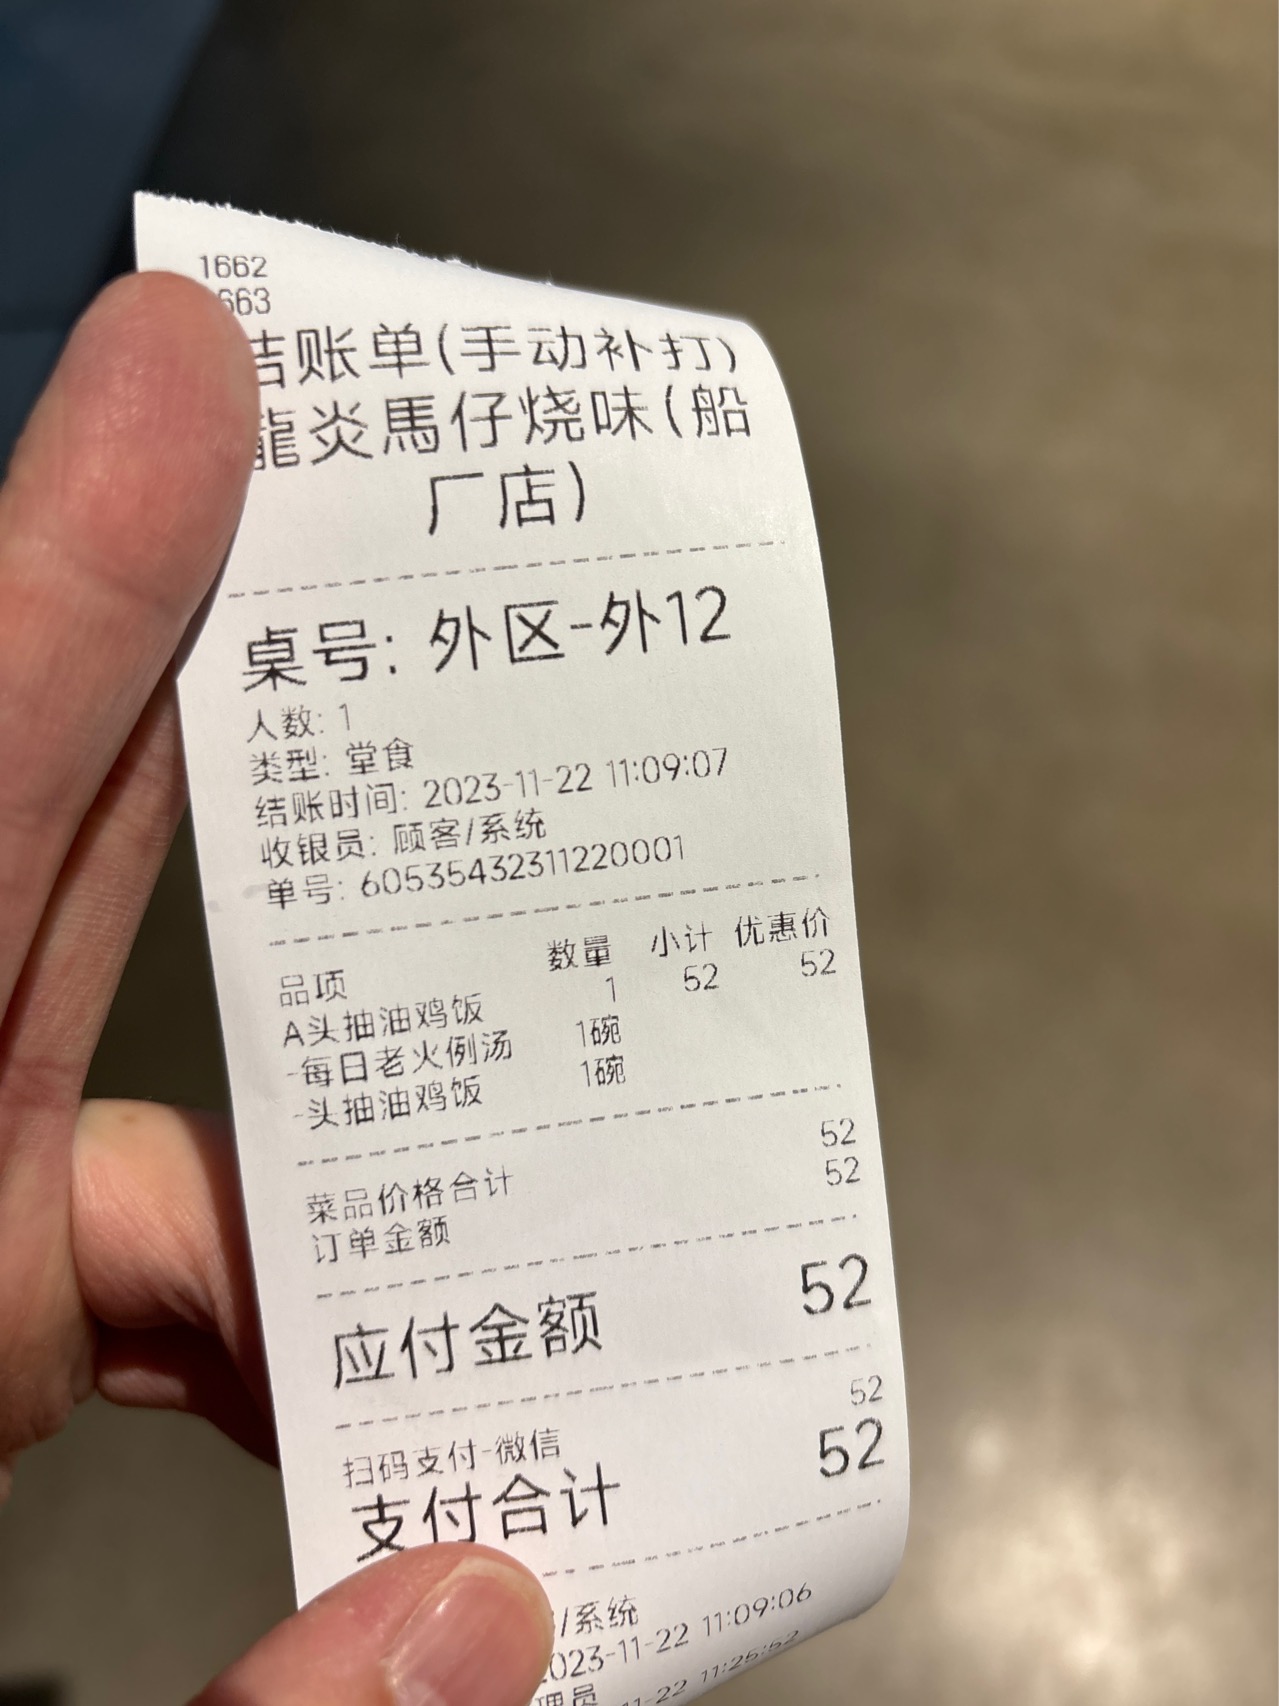 1662
663
结账单(手动补打)
龍炎馬仔烧味(船
厂店)
桌号: 外区-外12
人数: 1
类型: 堂食
结账时间: 2023-11-22 11:09:07
收银员: 顾客/系统
单号: 60535432311220001
品项 数量 小计 优惠价
A头抽油鸡饭 1 52 52
-每日老火例汤 1碗
-头抽油鸡饭 1碗
菜品价格合计 52
订单金额 52
应付金额 52
扫码支付-微信 52
支付合计 52
/系统
023-11-22 11:09:06
理员
11-22 11:25:52